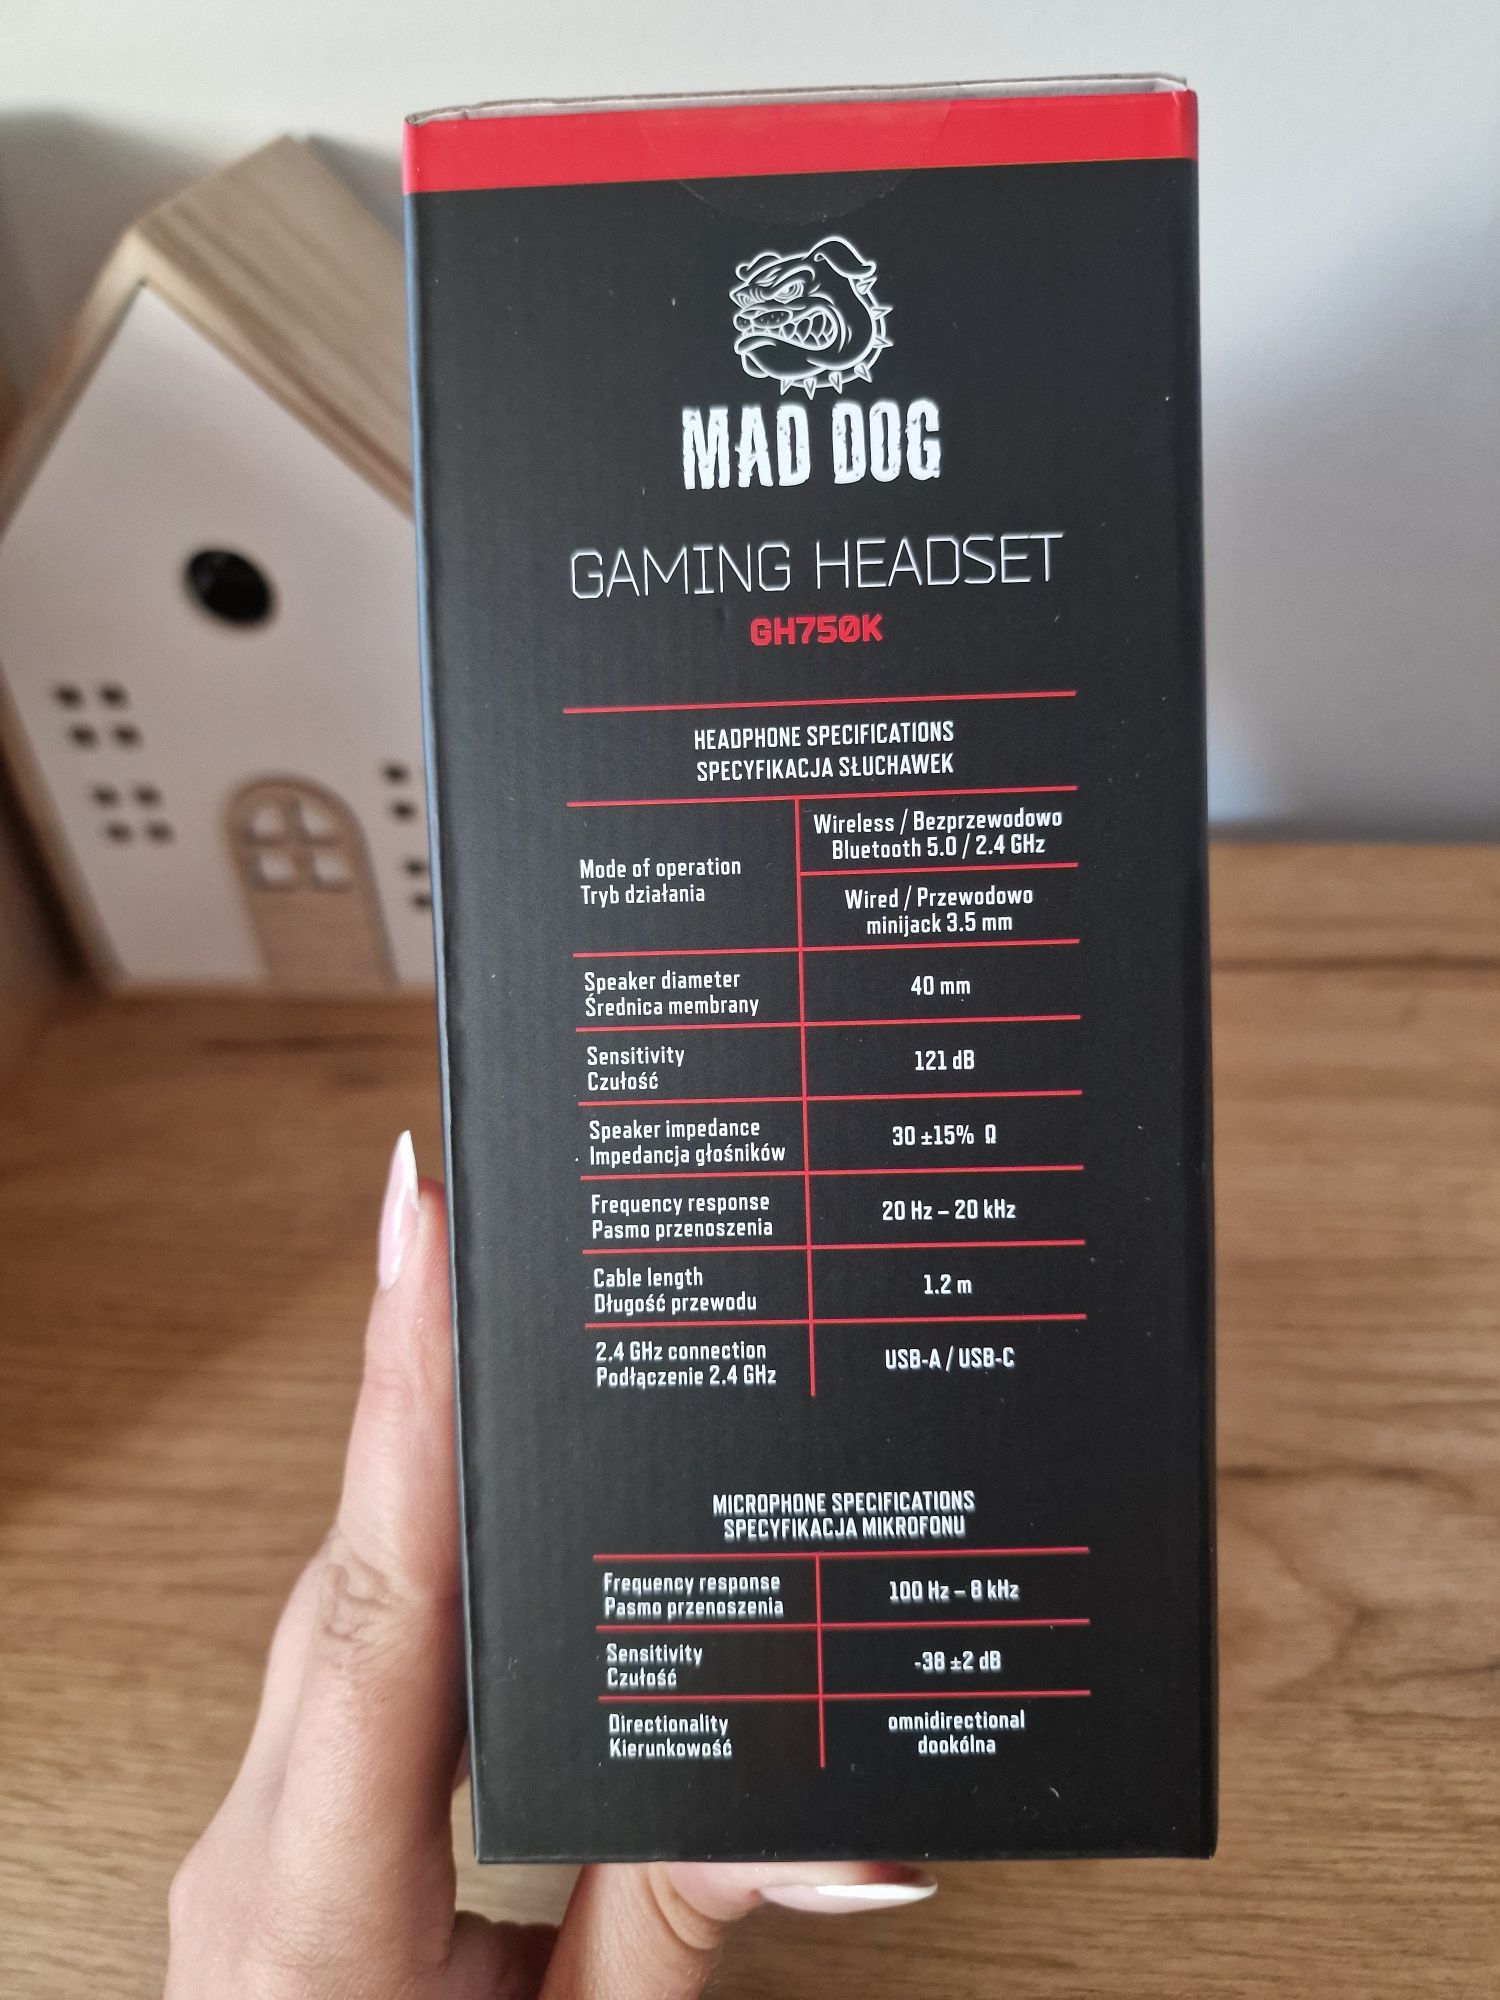 MAD DOG
GAMING HEADSET
GH750K
HEADPHONE SPECIFICATIONS
SPECYFIKACJA SŁUCHAWEK
Mode of operation
Tryb działania
Wireless / Bezprzewodowo
Bluetooth 5.0 / 2.4 GHz
Wired / Przewodowo
minijack 3.5 mm
Speaker diameter
Średnica membrany
40 mm
Sensitivity
Czułość
121 dB
Speaker impedance
Impedancja głośników
30 ±15% Ω
Frequency response
Pasmo przenoszenia
20 Hz – 20 kHz
Cable length
Długość przewodu
1.2 m
2.4 GHz connection
Podłączenie 2.4 GHz
USB-A / USB-C
MICROPHONE SPECIFICATIONS
SPECYFIKACJA MIKROFONU
Frequency response
Pasmo przenoszenia
100 Hz – 8 kHz
Sensitivity
Czułość
-38 ±2 dB
Directionality
Kierunkowość
omnidirectional
dookólna